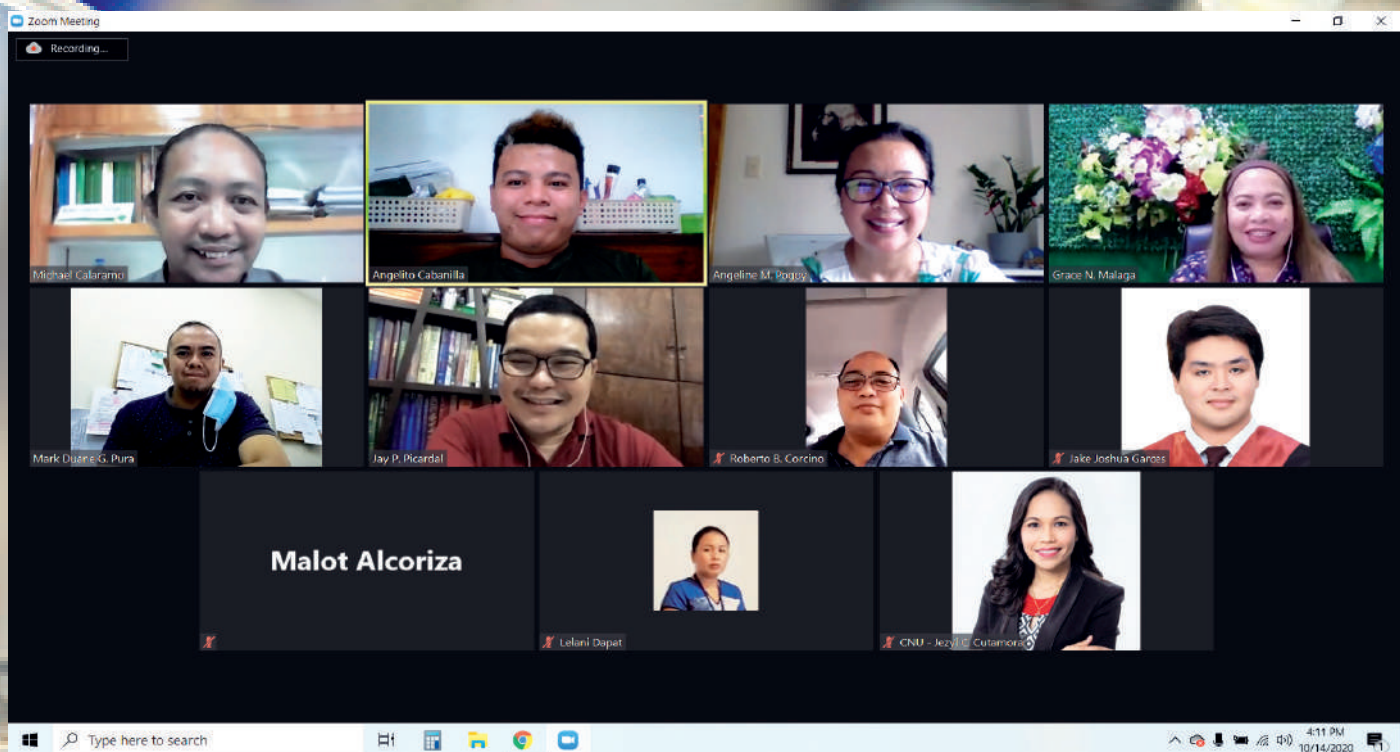 Zoom Meeting
Recording...
Michael Calaramo
Angelito Cabanilla
Angeline M. Pogoy
Grace N. Malaga
Mark Duane G. Pura
Jay P. Picardal
Roberto B. Corcino
Jake Joshua Garces
Malot Alcoriza
Lelani Dapat
CNU - Jezyl C. Cutamora
Type here to search
4:11 PM
10/14/2020